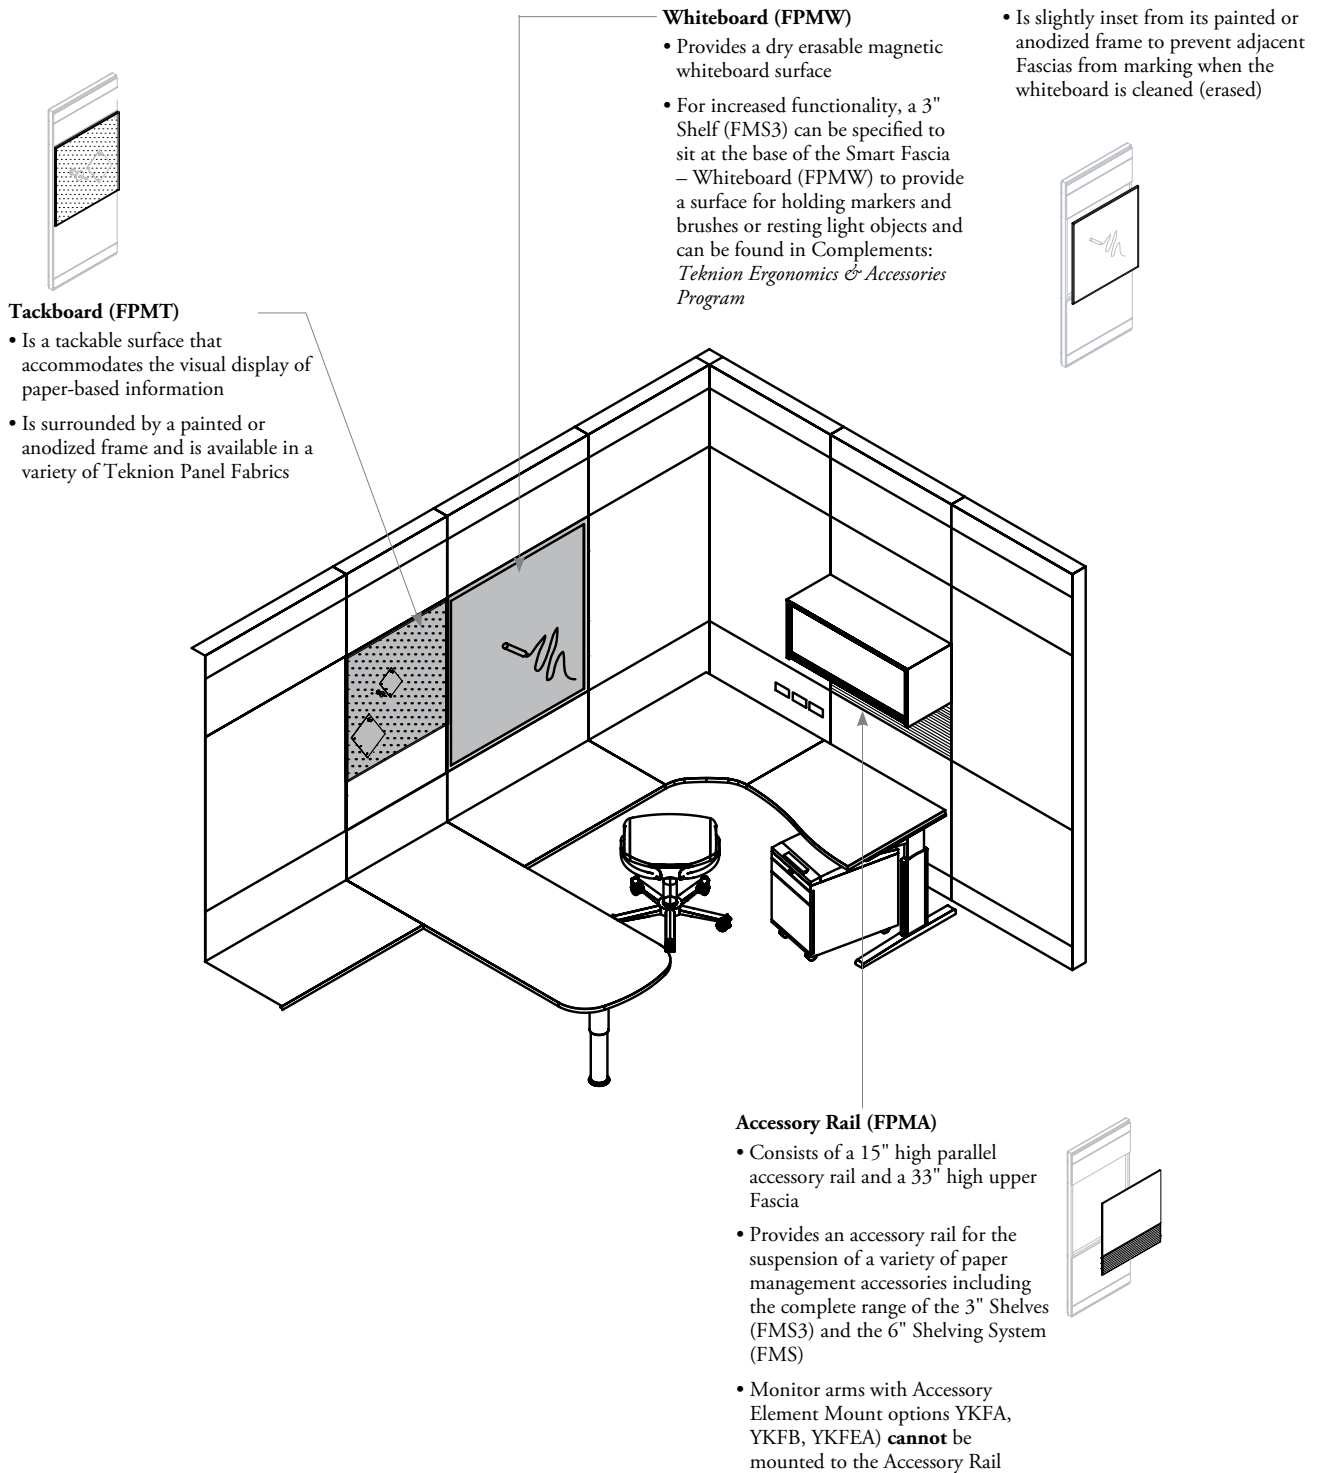 Whiteboard (FPMW)
• Provides a dry erasable magnetic
whiteboard surface
• For increased functionality, a 3"
Shelf (FMS3) can be specified to
sit at the base of the Smart Fascia
– Whiteboard (FPMW) to provide
a surface for holding markers and
brushes or resting light objects and
can be found in Complements:
Teknion Ergonomics & Accessories
Program
• Is slightly inset from its painted or
anodized frame to prevent adjacent
Fascias from marking when the
whiteboard is cleaned (erased)
Tackboard (FPMT)
• Is a tackable surface that
accommodates the visual display of
paper-based information
• Is surrounded by a painted or
anodized frame and is available in a
variety of Teknion Panel Fabrics
Accessory Rail (FPMA)
• Consists of a 15" high parallel
accessory rail and a 33" high upper
Fascia
• Provides an accessory rail for the
suspension of a variety of paper
management accessories including
the complete range of the 3" Shelves
(FMS3) and the 6" Shelving System
(FMS)
• Monitor arms with Accessory
Element Mount options YKFA,
YKFB, YKFEA) cannot be
mounted to the Accessory Rail